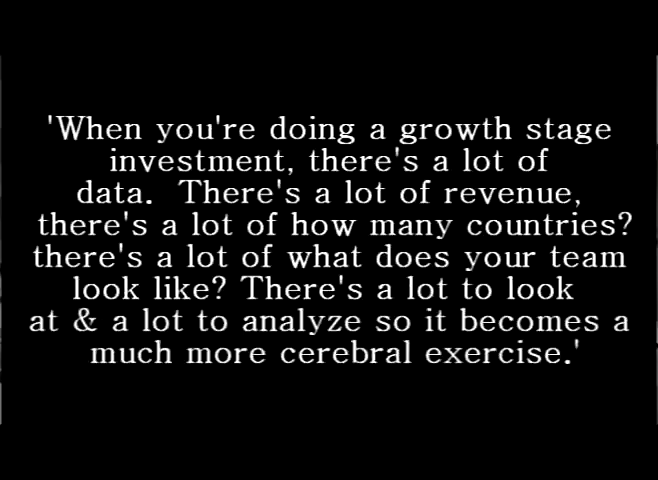 'When you're doing a growth stage
investment, there's a lot of
data.  There's a lot of revenue,
there's a lot of how many countries?
there's a lot of what does your team
look like? There's a lot to look
at & a lot to analyze so it becomes a
much more cerebral exercise.'